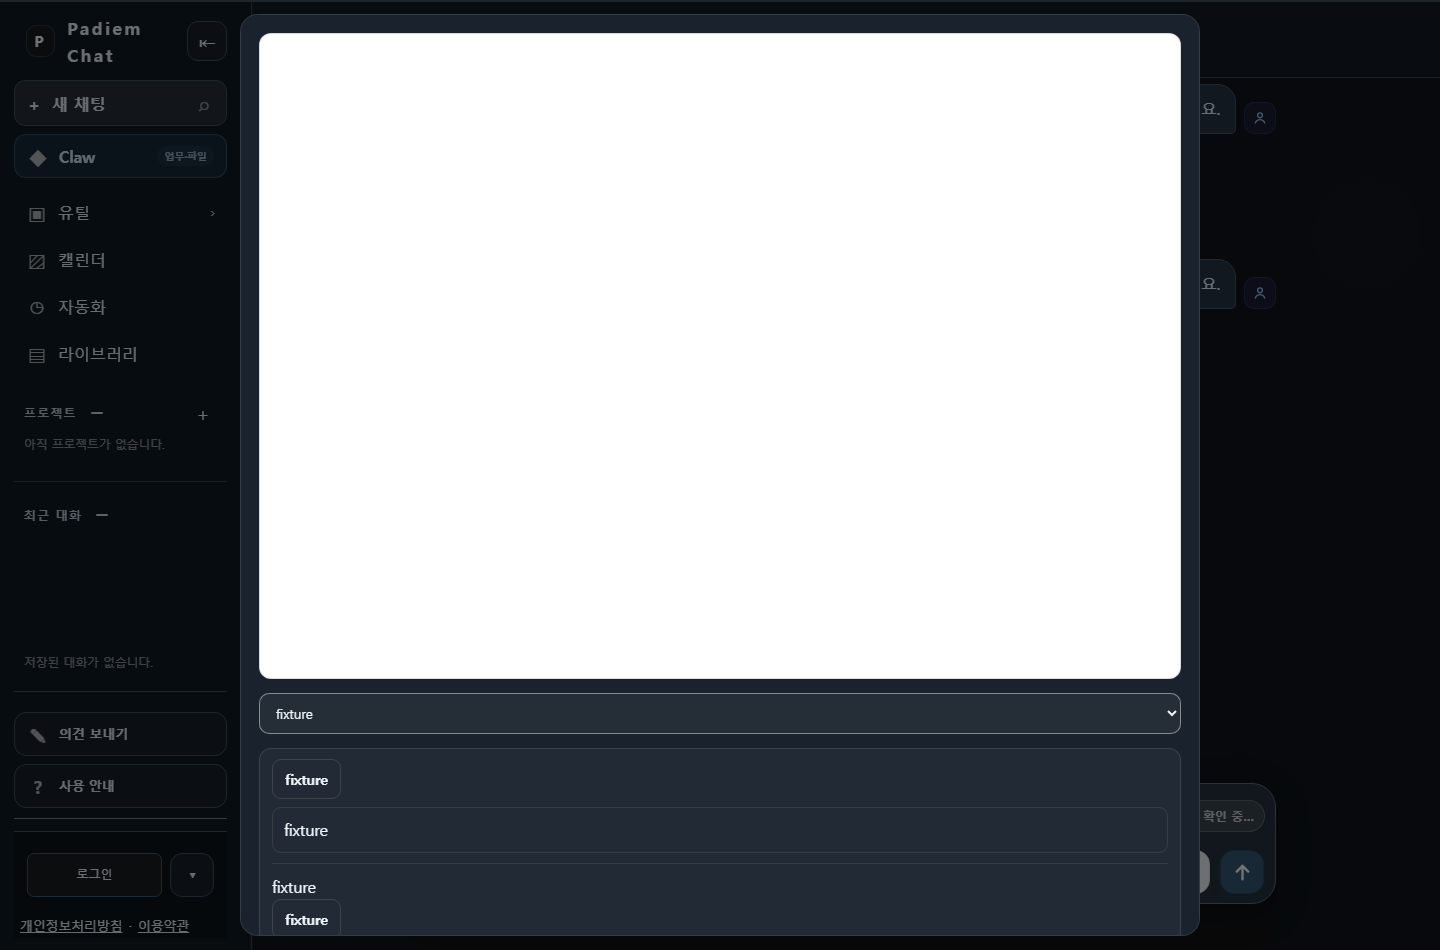 P
Padiem
Chat
+ 새 채팅
Claw
업무·파일
유틸
캘린더
자동화
라이브러리
프로젝트
+
아직 프로젝트가 없습니다.
최근 대화
저장된 대화가 없습니다.
의견 보내기
? 사용 안내
로그인
개인정보처리방침 · 이용약관
fixture
fixture
fixture
fixture
fixture
요.
요.
확인 중...